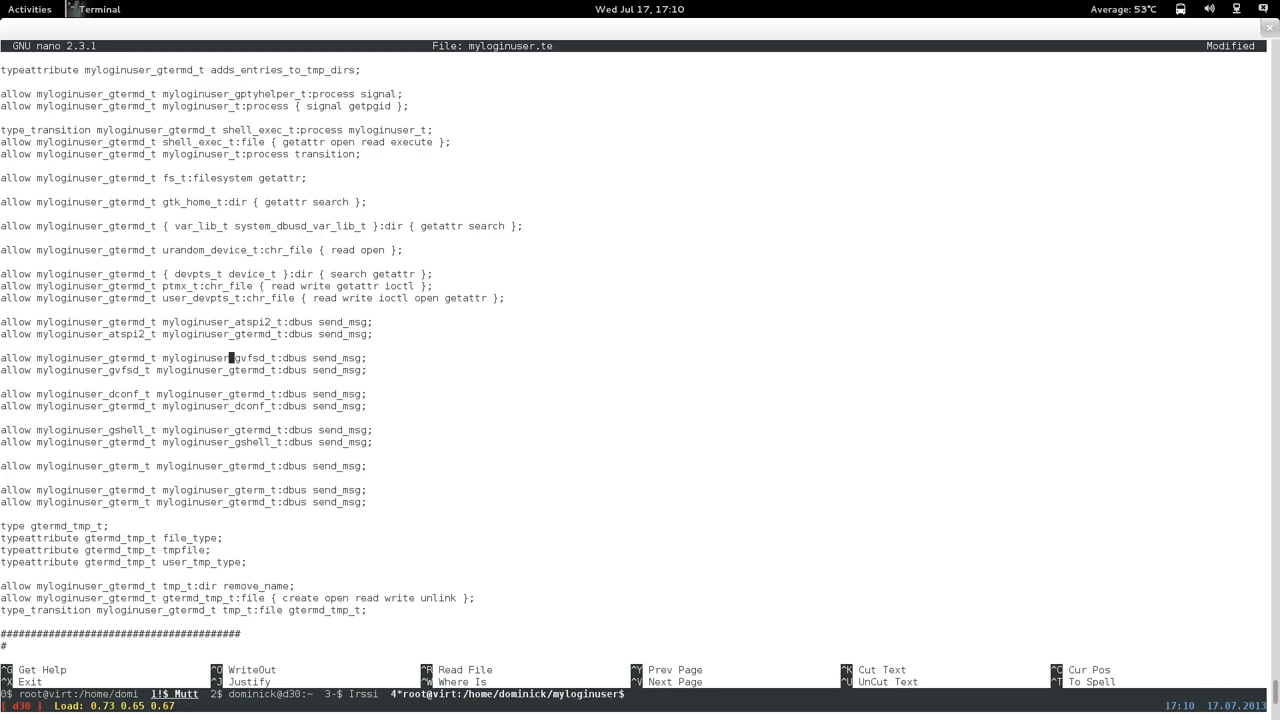 Activities Terminal Wed Jul 17, 17:10 Average: 53°C
GNU nano 2.3.1 File: myloginuser.te Modified
typeattribute myloginuser_gtermd_t adds_entries_to_tmp_dirs;
allow myloginuser_gtermd_t myloginuser_gptyhelper_t:process signal;
allow myloginuser_gtermd_t myloginuser_t:process { signal getpgid };
type_transition myloginuser_gtermd_t shell_exec_t:process myloginuser_t;
allow myloginuser_gtermd_t shell_exec_t:file { getattr open read execute };
allow myloginuser_gtermd_t myloginuser_t:process transition;
allow myloginuser_gtermd_t fs_t:filesystem getattr;
allow myloginuser_gtermd_t gtk_home_t:dir { getattr search };
allow myloginuser_gtermd_t { var_lib_t system_dbusd_var_lib_t }:dir { getattr search };
allow myloginuser_gtermd_t urandom_device_t:chr_file { read open };
allow myloginuser_gtermd_t { devpts_t device_t }:dir { search getattr };
allow myloginuser_gtermd_t ptmx_t:chr_file { read write getattr ioctl };
allow myloginuser_gtermd_t user_devpts_t:chr_file { read write ioctl open getattr };
allow myloginuser_gtermd_t myloginuser_atspi2_t:dbus send_msg;
allow myloginuser_atspi2_t myloginuser_gtermd_t:dbus send_msg;
allow myloginuser_gtermd_t myloginuser_gvfsd_t:dbus send_msg;
allow myloginuser_gvfsd_t myloginuser_gtermd_t:dbus send_msg;
allow myloginuser_dconf_t myloginuser_gtermd_t:dbus send_msg;
allow myloginuser_gtermd_t myloginuser_dconf_t:dbus send_msg;
allow myloginuser_gshell_t myloginuser_gtermd_t:dbus send_msg;
allow myloginuser_gtermd_t myloginuser_gshell_t:dbus send_msg;
allow myloginuser_gterm_t myloginuser_gtermd_t:dbus send_msg;
allow myloginuser_gtermd_t myloginuser_gterm_t:dbus send_msg;
allow myloginuser_gterm_t myloginuser_gtermd_t:dbus send_msg;
type gtermd_tmp_t;
typeattribute gtermd_tmp_t file_type;
typeattribute gtermd_tmp_t tmpfile;
typeattribute gtermd_tmp_t user_tmp_type;
allow myloginuser_gtermd_t tmp_t:dir remove_name;
allow myloginuser_gtermd_t gtermd_tmp_t:file { create open read write unlink };
type_transition myloginuser_gtermd_t tmp_t:file gtermd_tmp_t;
########################################
#
^G Get Help ^O WriteOut ^R Read File ^Y Prev Page ^K Cut Text ^C Cur Pos
^X Exit ^J Justify ^W Where Is ^V Next Page ^U UnCut Text ^T To Spell
0$ root@virt:/home/domi 1!$ Mutt 2$ dominick@d30:~ 3-$ Irssi 4*root@virt:/home/dominick/myloginuser$
[ d30 ] Load: 0.73 0.65 0.67 17:10 17.07.2013